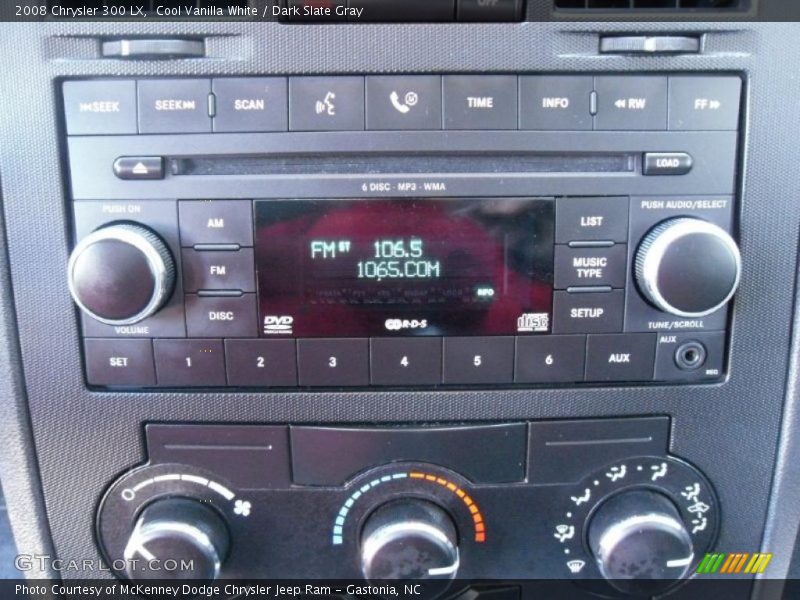 2008 Chrysler 300 LX, Cool Vanilla White / Dark Slate Gray
OFF
SEEK SEEK SCAN TIME INFO RW FF
LOAD
6 DISC - MP3 - WMA
PUSH ON
PUSH AUDIO/SELECT
AM
FM
DISC
FM ST 106.5
1065.COM
INFO
DVD
R·D·S
disc
LIST
MUSIC
TYPE
SETUP
VOLUME
TUNE/SCROLL
SET 1 2 3 4 5 6 AUX
AUX
GTCARLOT.COM
Photo Courtesy of McKenney Dodge Chrysler Jeep Ram - Gastonia, NC